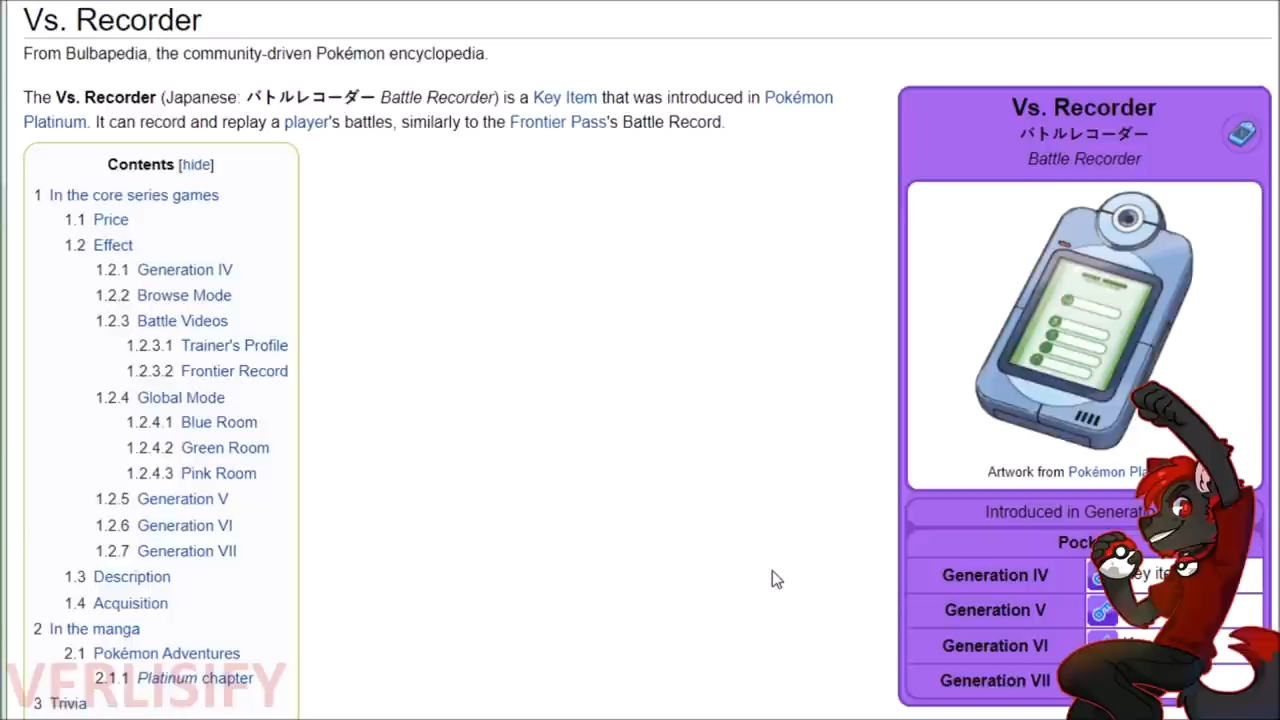 Vs. Recorder
From Bulbapedia, the community-driven Pokémon encyclopedia.
The Vs. Recorder (Japanese: バトルレコーダー Battle Recorder) is a Key Item that was introduced in Pokémon
Platinum. It can record and replay a player's battles, similarly to the Frontier Pass's Battle Record.
Contents [hide]
1 In the core series games
1.1 Price
1.2 Effect
1.2.1 Generation IV
1.2.2 Browse Mode
1.2.3 Battle Videos
1.2.3.1 Trainer's Profile
1.2.3.2 Frontier Record
1.2.4 Global Mode
1.2.4.1 Blue Room
1.2.4.2 Green Room
1.2.4.3 Pink Room
1.2.5 Generation V
1.2.6 Generation VI
1.2.7 Generation VII
1.3 Description
1.4 Acquisition
2 In the manga
2.1 Pokémon Adventures
2.1.1 Platinum chapter
3 Trivia
VERLISIFY
Vs. Recorder
バトルレコーダー
Battle Recorder
Artwork from Pokémon
Introduced in
Generation IV
Generation V
Generation VI
Generation VII